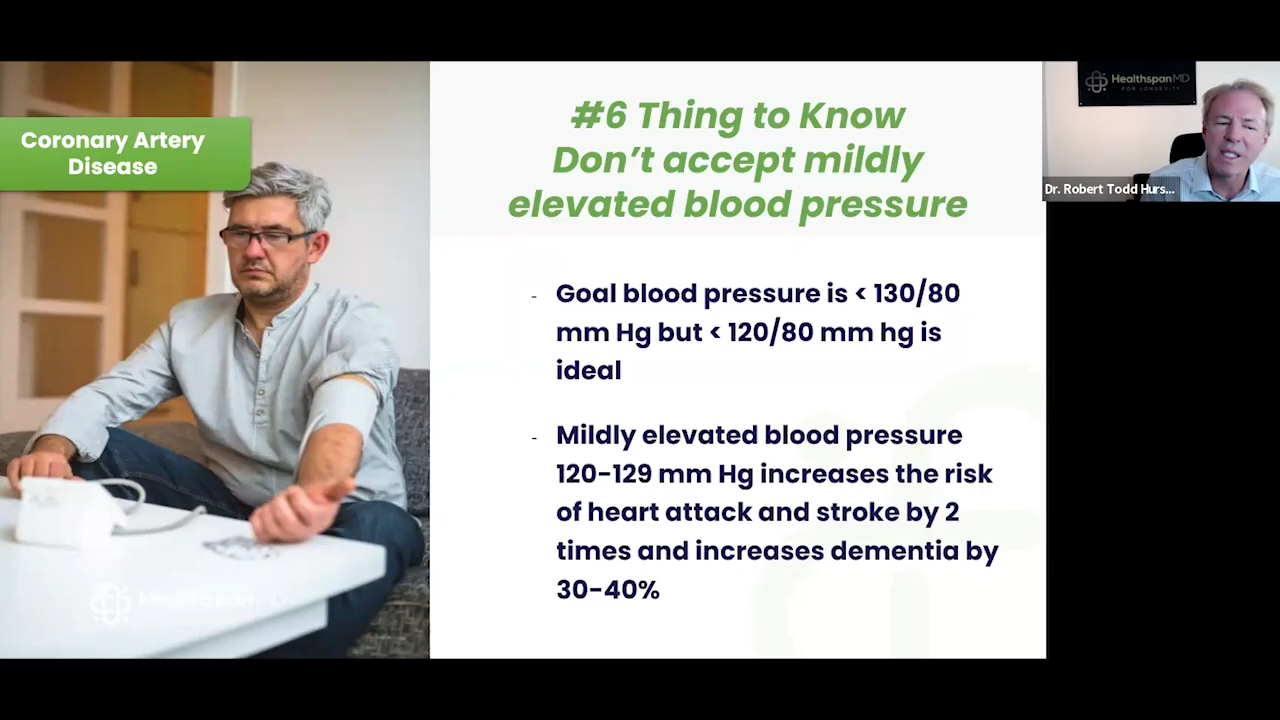 Coronary Artery
Disease
#6 Thing to Know
Don't accept mildly
elevated blood pressure
- Goal blood pressure is < 130/80
mm Hg but < 120/80 mm hg is
ideal
- Mildly elevated blood pressure
120-129 mm Hg increases the risk
of heart attack and stroke by 2
times and increases dementia by
30-40%
HealthspanMD
HealthspanMD
FOR LONGEVITY
Dr. Robert Todd Hurs...